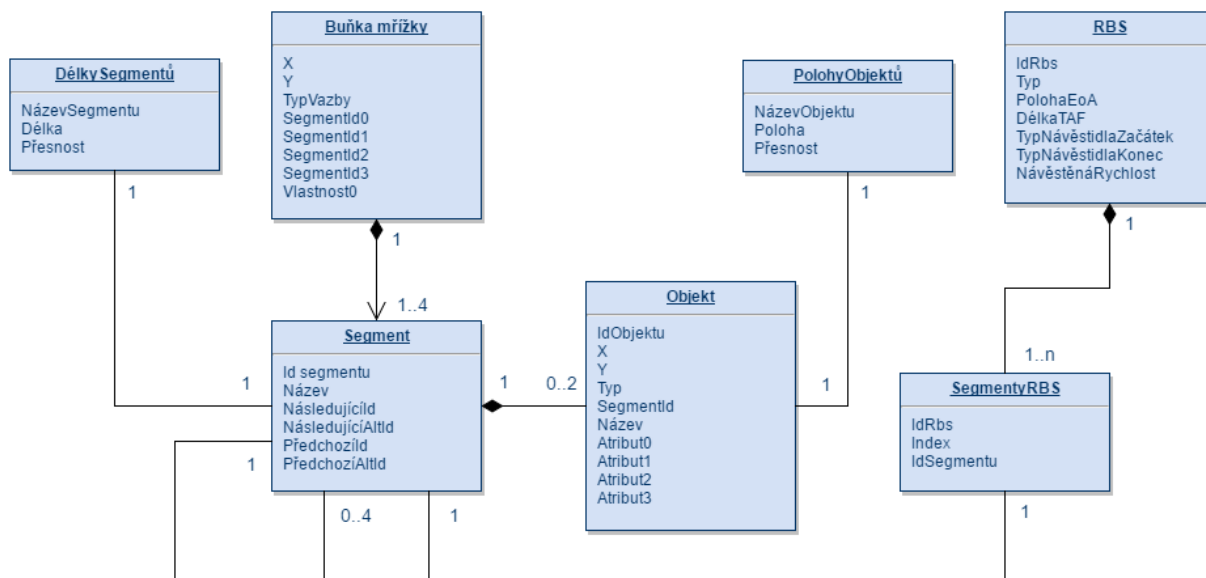 Buňka mřížky
X
Y
TypVazby
SegmentId0
SegmentId1
SegmentId2
SegmentId3
Vlastnost0
RBS
IdRbs
Typ
PolohaEoA
DélkaTAF
TypNávěstidlaZačátek
TypNávěstidlaKonec
NávěstěnáRychlost
DélkySegmentů
NázevSegmentu
Délka
Přesnost
PolohyObjektů
NázevObjektu
Poloha
Přesnost
1
1
1
1
1..4
Segment
Id segmentu
Název
NásledujícíId
NásledujícíAltId
PředchozíId
PředchozíAltId
1
1
0..2
Objekt
IdObjektu
X
Y
Typ
SegmentId
Název
Atribut0
Atribut1
Atribut2
Atribut3
1
1..n
SegmentyRBS
IdRbs
Index
IdSegmentu
1
0..4
1
1